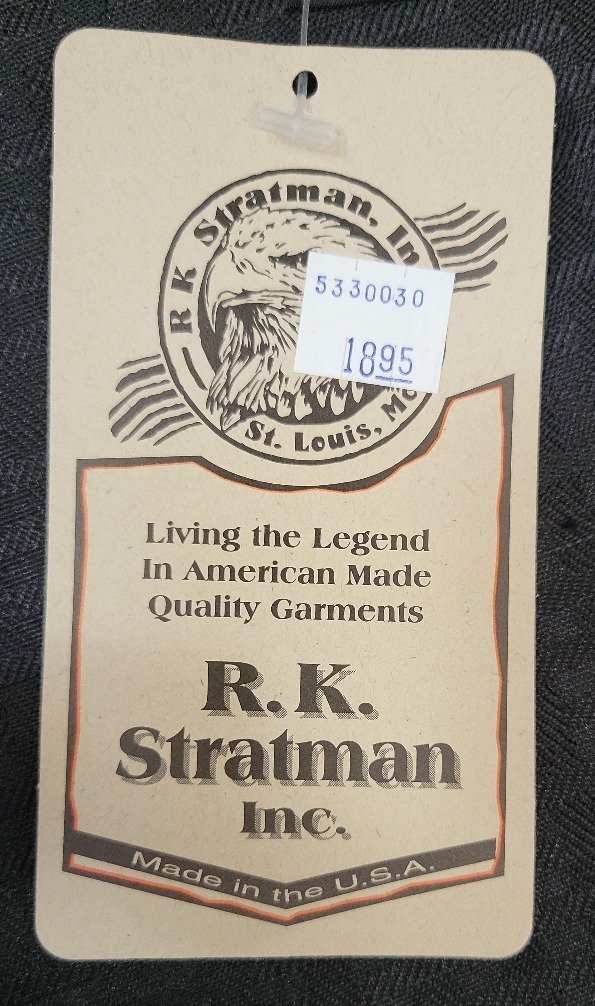 R K Stratman, In
5330030
1895
St. Louis, Mo
Living the Legend
In American Made
Quality Garments
R. K.
Stratman
Inc.
Made in the U.S.A.